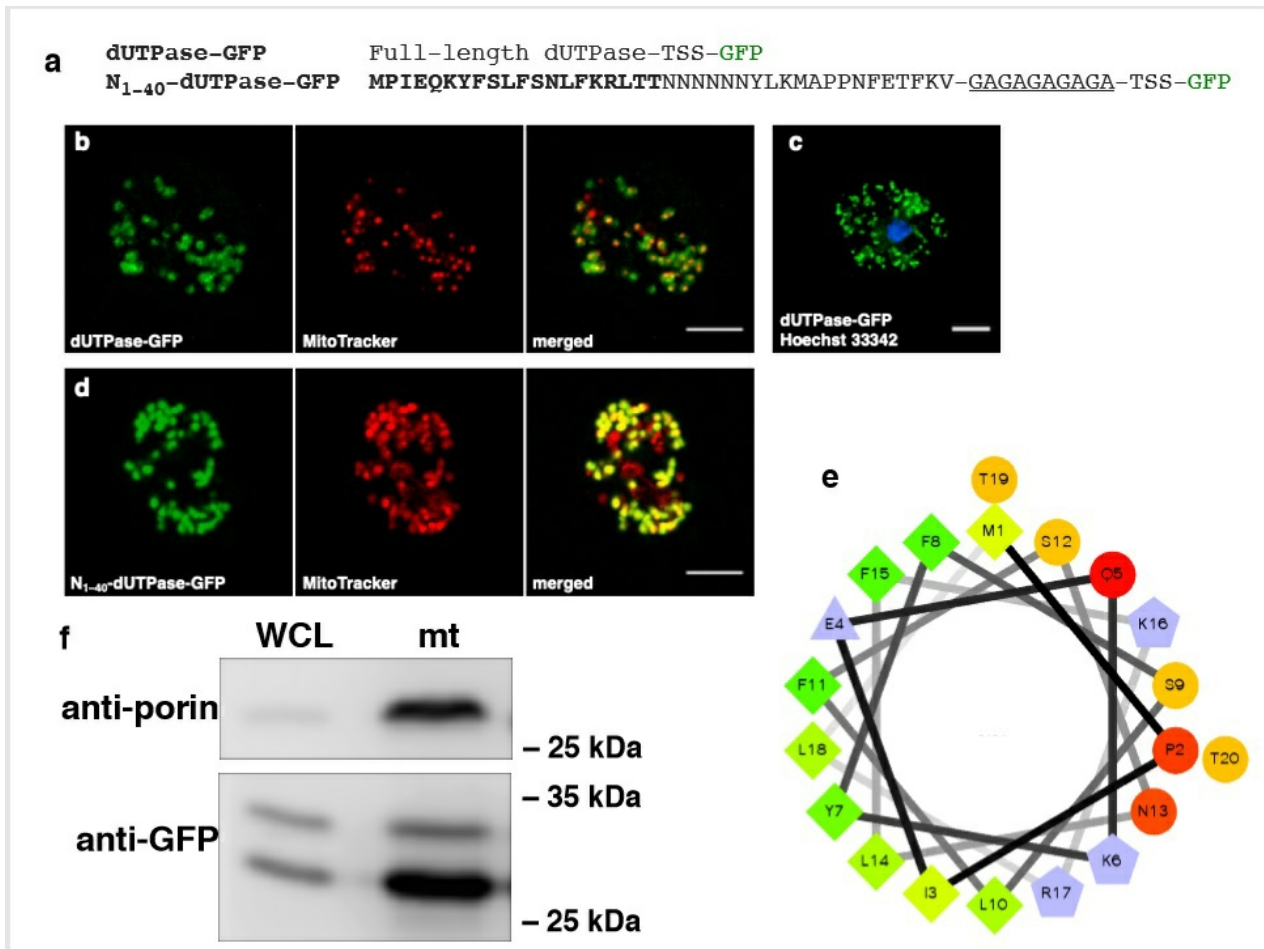 a
dUTPase-GFP Full-length dUTPase-TSS-GFP
N1-40-dUTPase-GFP MPIEQKYFSLFSNLFKRLTTNNNNNNYLKMAPPNFETFKV-GAGAGAGAGA-TSS-GFP
b
dUTPase-GFP
MitoTracker
merged
c
dUTPase-GFP
Hoechst 33342
d
N1-40-dUTPase-GFP
MitoTracker
merged
e
T19
M1
F8
S12
F15
Q5
E4
K16
F11
S9
L18
P2
T20
Y7
N13
L14
K6
I3
R17
L10
f
WCL mt
anti-porin
– 25 kDa
– 35 kDa
anti-GFP
– 25 kDa